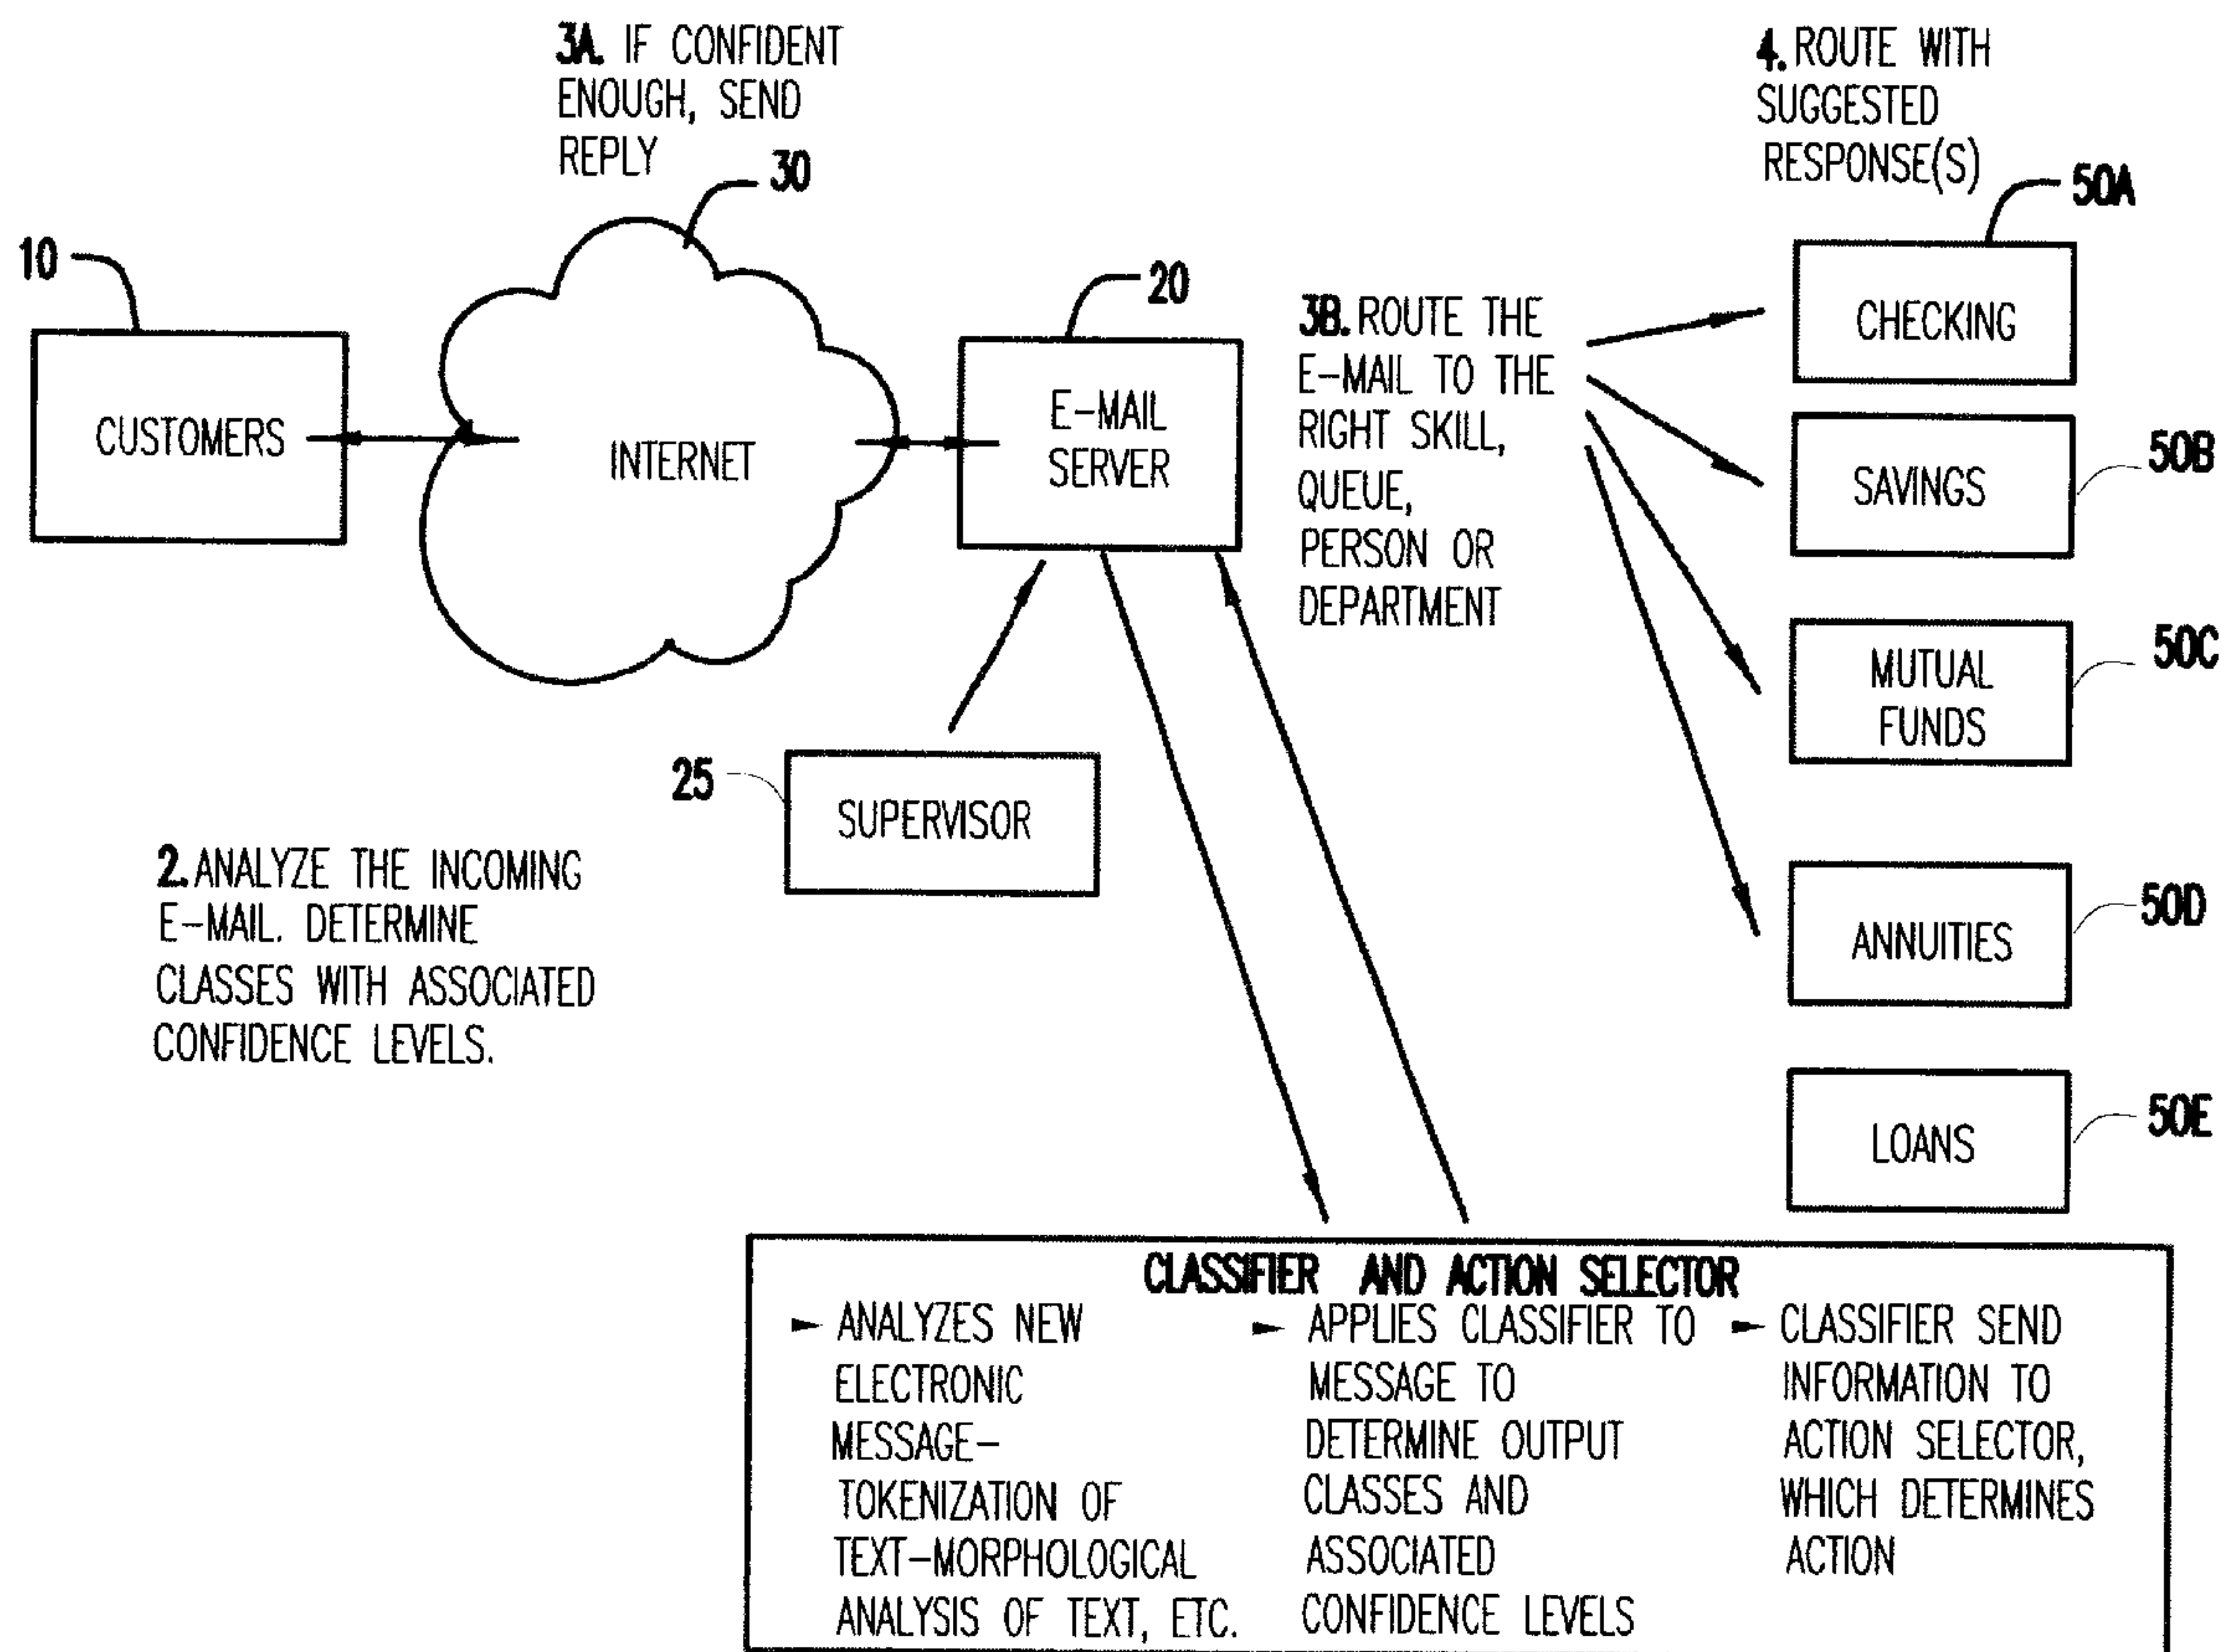 3A. IF CONFIDENT
ENOUGH, SEND
REPLY
30
4. ROUTE WITH
SUGGESTED
RESPONSE(S)
50A
10
20
CUSTOMERS
INTERNET
E-MAIL
SERVER
3B. ROUTE THE
E-MAIL TO THE
RIGHT SKILL,
QUEUE,
PERSON OR
DEPARTMENT
CHECKING
SAVINGS
50B
MUTUAL
FUNDS
50C
25
SUPERVISOR
2. ANALYZE THE INCOMING
E-MAIL. DETERMINE
CLASSES WITH ASSOCIATED
CONFIDENCE LEVELS.
ANNUITIES
50D
LOANS
50E
CLASSIFIER AND ACTION SELECTOR
ANALYZES NEW
ELECTRONIC
MESSAGE-
TOKENIZATION OF
TEXT-MORPHOLOGICAL
ANALYSIS OF TEXT, ETC.
APPLIES CLASSIFIER TO
MESSAGE TO
DETERMINE OUTPUT
CLASSES AND
ASSOCIATED
CONFIDENCE LEVELS
CLASSIFIER SEND
INFORMATION TO
ACTION SELECTOR,
WHICH DETERMINES
ACTION